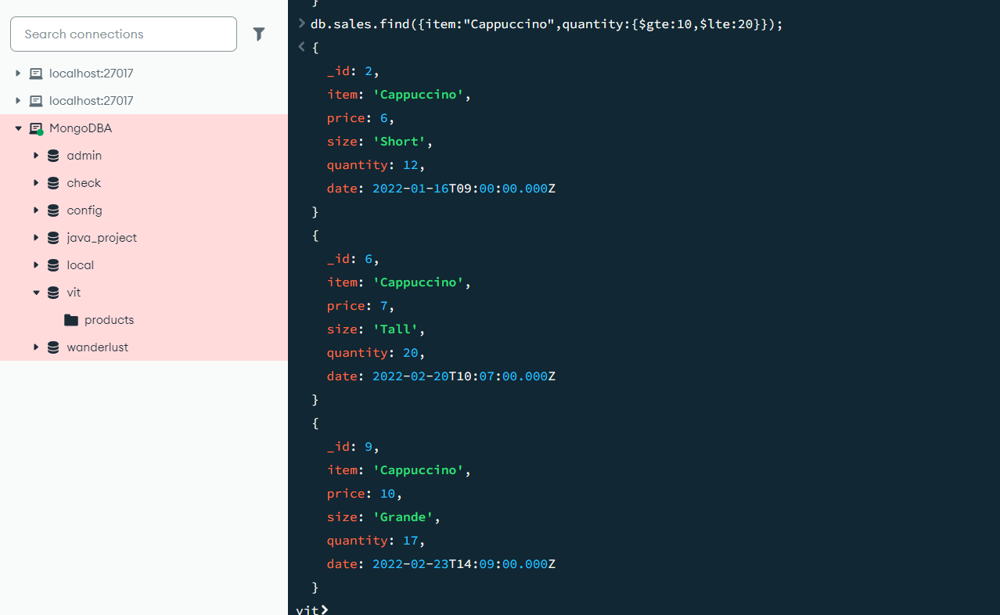 Search connections
localhost:27017
localhost:27017
MongoDBA
admin
check
config
java_project
local
vit
products
wanderlust
}
db.sales.find({item:"Cappuccino",quantity:{$gte:10,$lte:20}});
{
_id: 2,
item: 'Cappuccino',
price: 6,
size: 'Short',
quantity: 12,
date: 2022-01-16T09:00:00.000Z
}
{
_id: 6,
item: 'Cappuccino',
price: 7,
size: 'Tall',
quantity: 20,
date: 2022-02-20T10:07:00.000Z
}
{
_id: 9,
item: 'Cappuccino',
price: 10,
size: 'Grande',
quantity: 17,
date: 2022-02-23T14:09:00.000Z
}
vit>